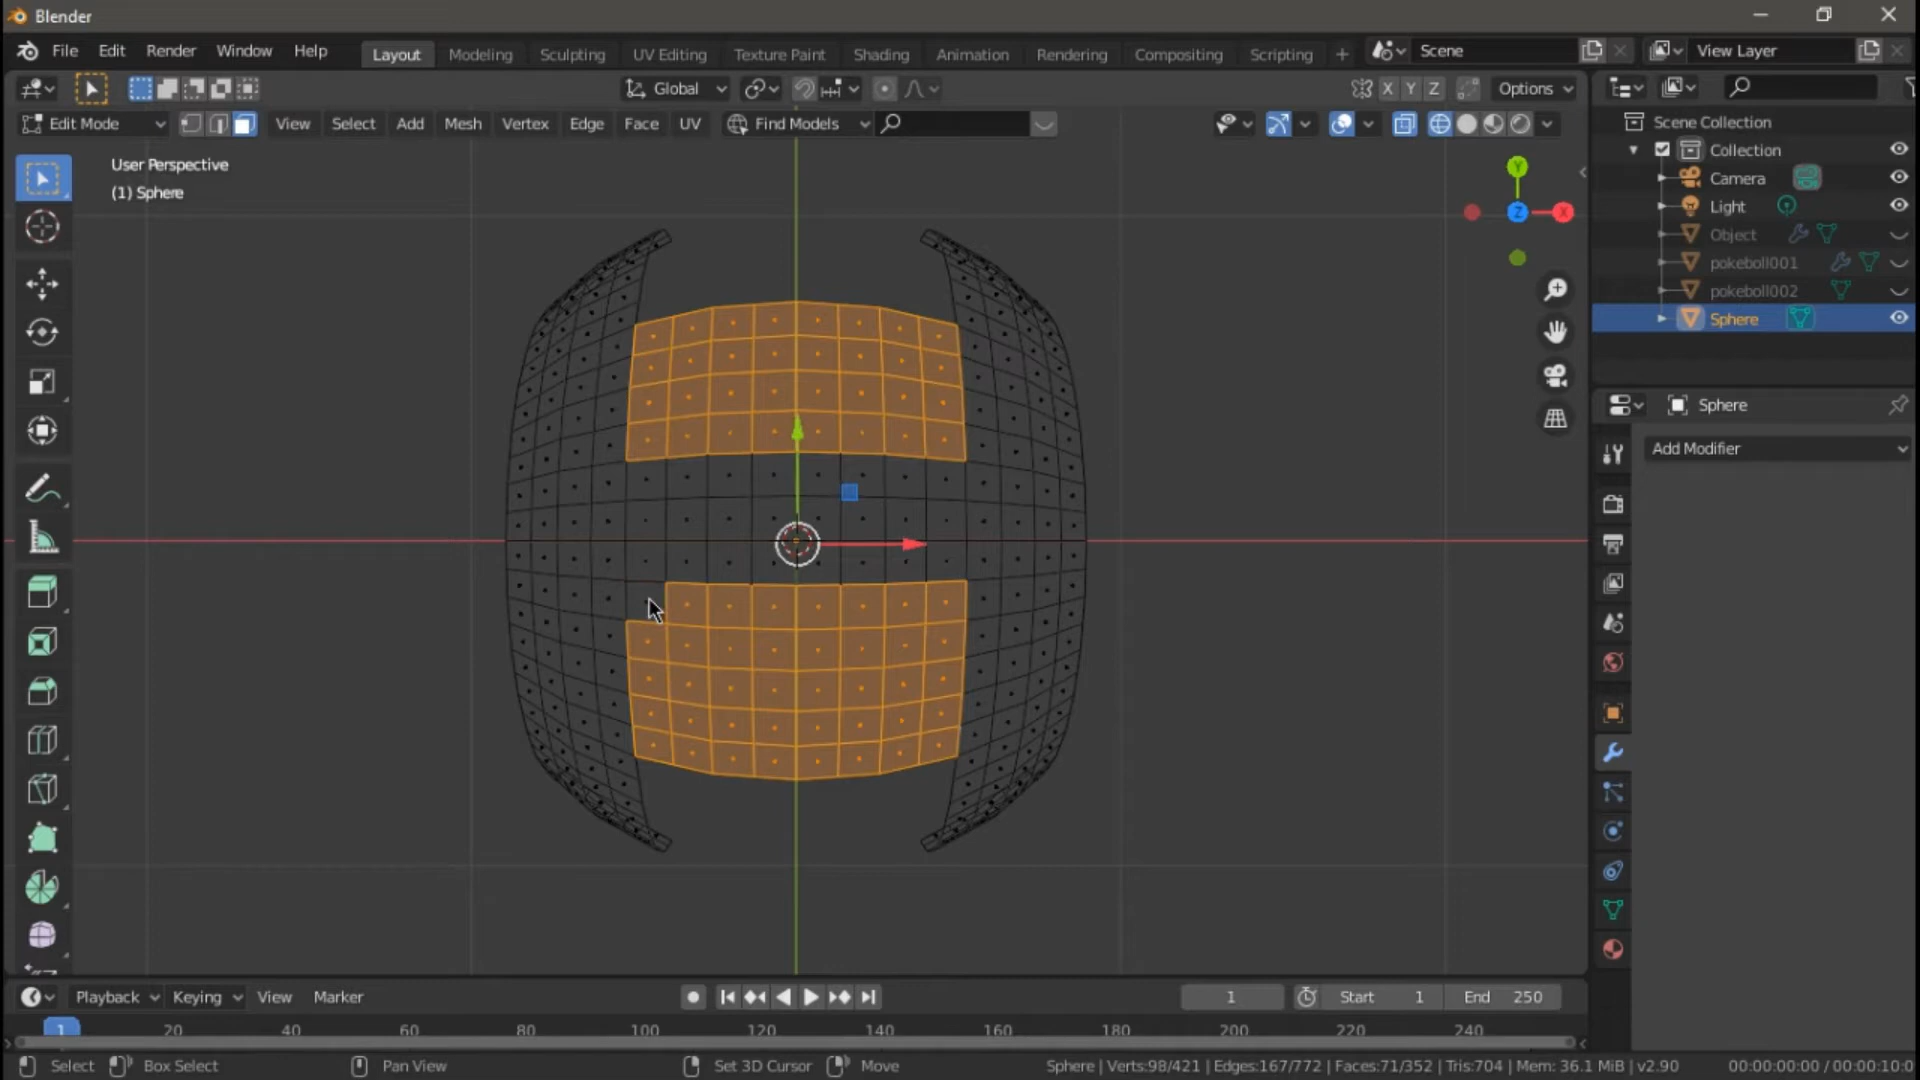 Blender
File Edit Render Window Help Layout Modeling Sculpting UV Editing Texture Paint Shading Animation Rendering Compositing Scripting + Scene View Layer
Global X Y Z Options
Edit Mode View Select Add Mesh Vertex Edge Face UV Find Models
User Perspective
(1) Sphere
Y
Z X
Scene Collection
Collection
Camera
Light
Object
pokeboll001
pokeboll002
Sphere
Sphere
Add Modifier
Playback Keying View Marker 1 Start 1 End 250
1 20 40 60 80 100 120 140 160 180 200 220 240
Select Box Select Pan View Set 3D Cursor Move Sphere | Verts:98/421 | Edges:167/772 | Faces:71/352 | Tris:704 | Mem: 36.1 MiB | v2.90 00:00:00:00 / 00:00:10:0